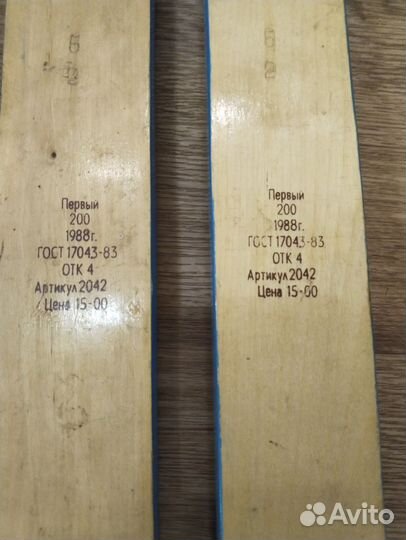 Первый
200
1988г.
ГОСТ 17043-83
ОТК 4
Артикул 2042
Цена 15-00
Первый
200
1988г.
ГОСТ 17043-83
ОТК 4
Артикул 2042
Цена 15-00
Avito